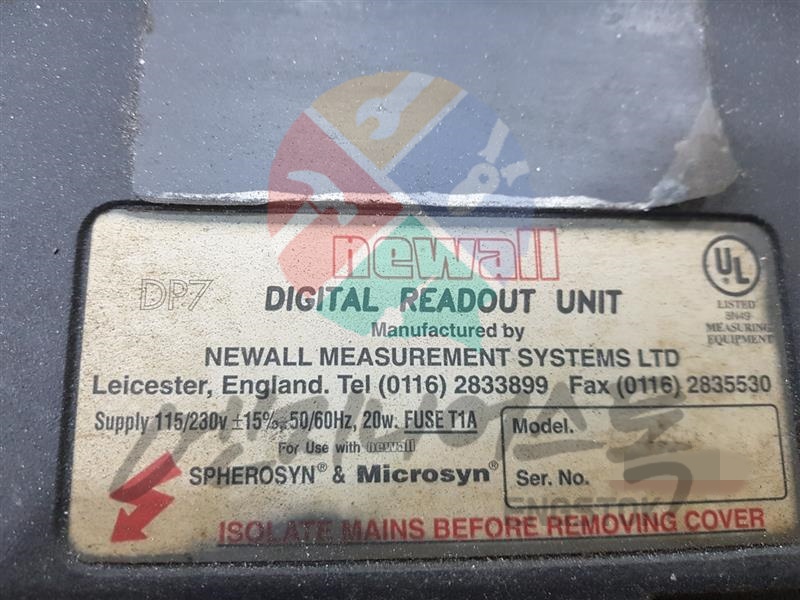 newall
DP7
DIGITAL READOUT UNIT
UL
LISTED
8N49
MEASURING
EQUIPMENT
Manufactured by
NEWALL MEASUREMENT SYSTEMS LTD
Leicester, England. Tel (0116) 2833899 Fax (0116) 2835530
Supply 115/230v ±15% 50/60Hz, 20w. FUSE T1A
For Use with newall
SPHEROSYN® & Microsyn®
Model.
Ser. No.
ISOLATE MAINS BEFORE REMOVING COVER